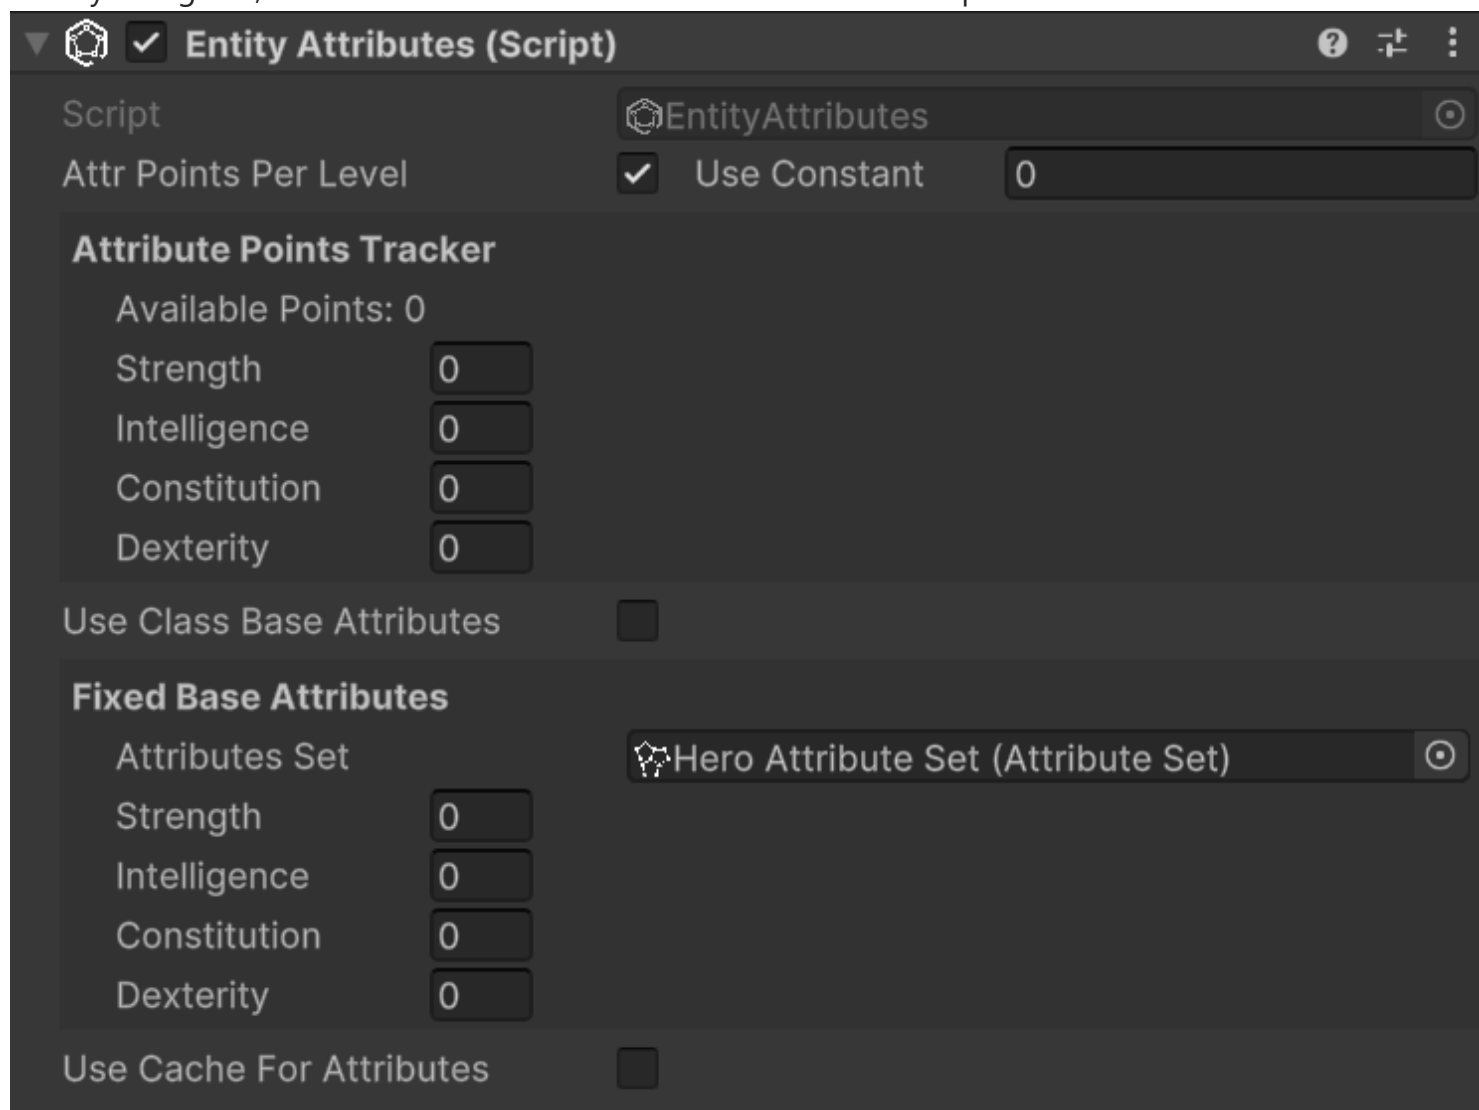 Entity Attributes (Script)
Script EntityAttributes
Attr Points Per Level Use Constant 0
Attribute Points Tracker
Available Points: 0
Strength 0
Intelligence 0
Constitution 0
Dexterity 0
Use Class Base Attributes
Fixed Base Attributes
Attributes Set Hero Attribute Set (Attribute Set)
Strength 0
Intelligence 0
Constitution 0
Dexterity 0
Use Cache For Attributes